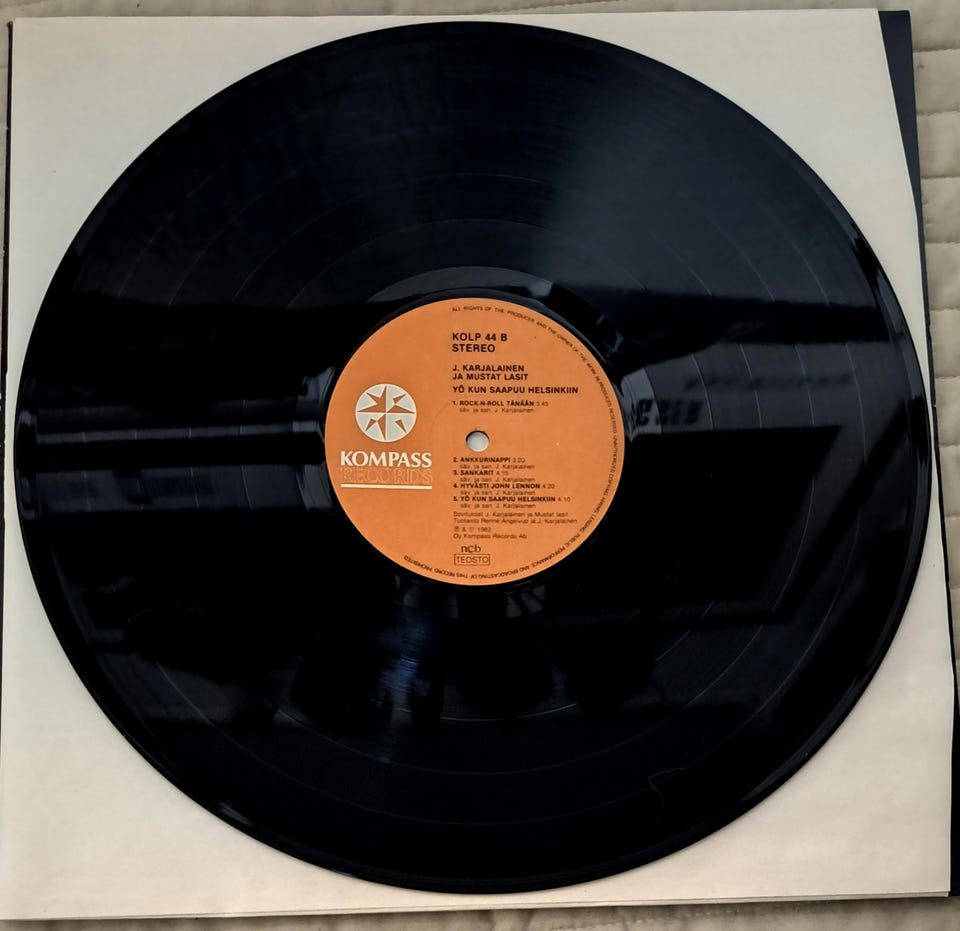 ALL RIGHTS OF THE PRODUCER AND THE OWNER OF THE WORK REPRODUCED RESERVED UNAUTHORIZED COPYING, HIRING, LENDING, PUBLIC PERFORMANCE AND BROADCASTING OF THIS RECORD PROHIBITED
KOLP 44 B
STEREO
J. KARJALAINEN
JA MUSTAT LASIT
YÖ KUN SAAPUU HELSINKIIN
1. ROCK-N-ROLL TÄNÄÄN 3.45
säv. ja san. J. Karjalainen
KOMPASS
RECORDS
2. ANKKURINAPPI 3.20
säv. ja san. J. Karjalainen
3. SANKARIT 4.15
säv. ja san. J. Karjalainen
4. HYVÄSTI JOHN LENNON 4.20
säv. ja san. J. Karjalainen
5. YÖ KUN SAAPUU HELSINKIIN 4.10
säv. ja san. J. Karjalainen
Sovitukset J. Karjalainen ja Mustat lasit
Tuotanto Renne Angelvuo ja J. Karjalainen
℗ & © 1982
Oy Kompass Records Ab
ncb
TEOSTO